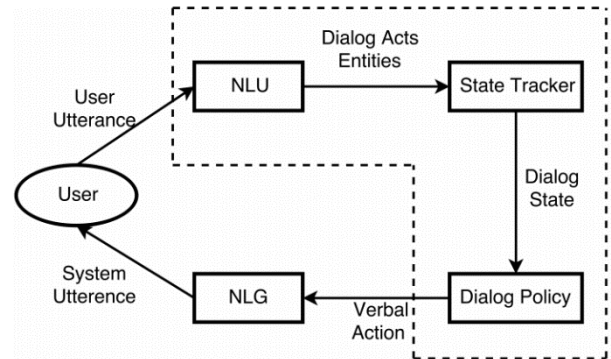 Dialog Acts
Entities
NLU
State Tracker
User
Utterance
User
Dialog
State
System
Utterence
NLG
Verbal
Action
Dialog Policy